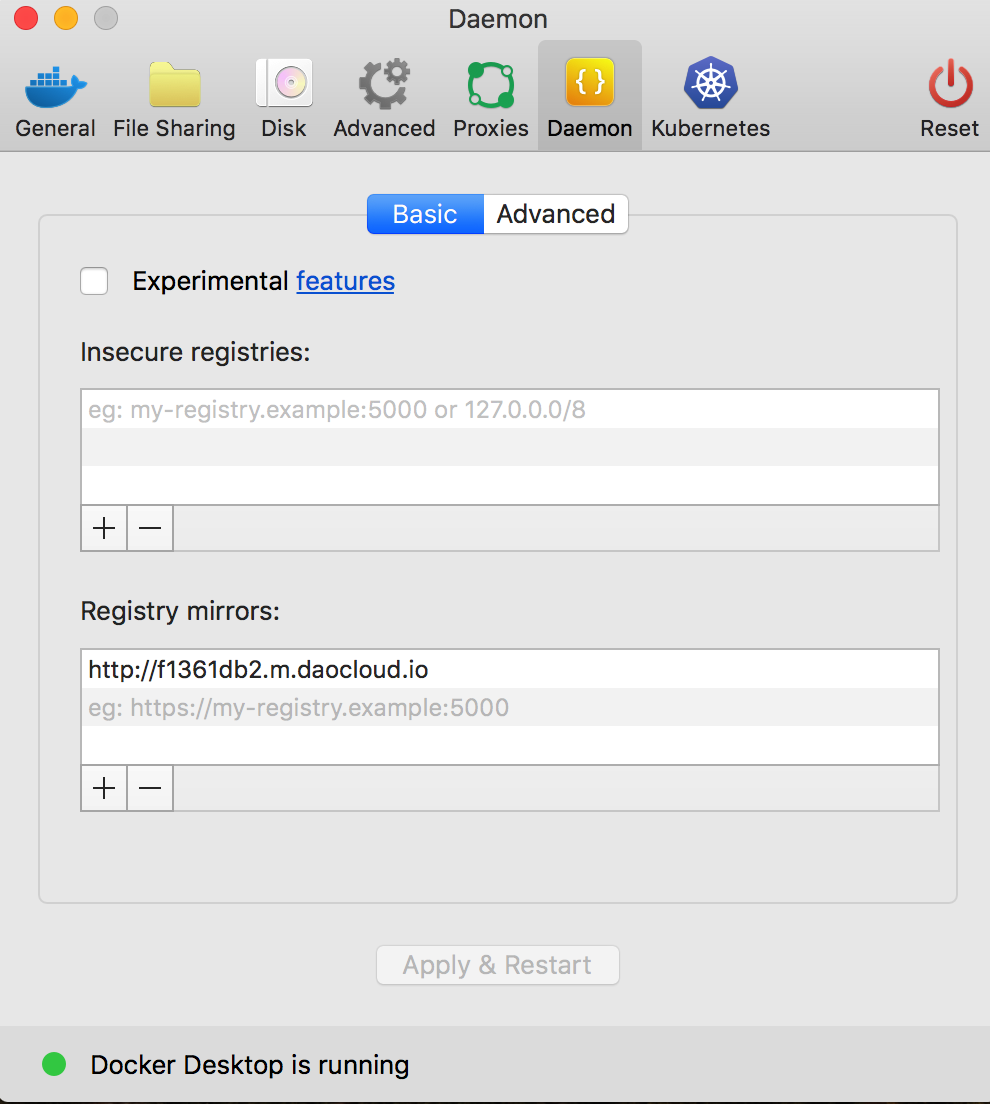 Daemon
General File Sharing Disk Advanced Proxies Daemon Kubernetes Reset
Basic Advanced
Experimental features
Insecure registries:
eg: my-registry.example:5000 or 127.0.0.0/8
Registry mirrors:
http://f1361db2.m.daocloud.io
eg: https://my-registry.example:5000
Apply & Restart
Docker Desktop is running